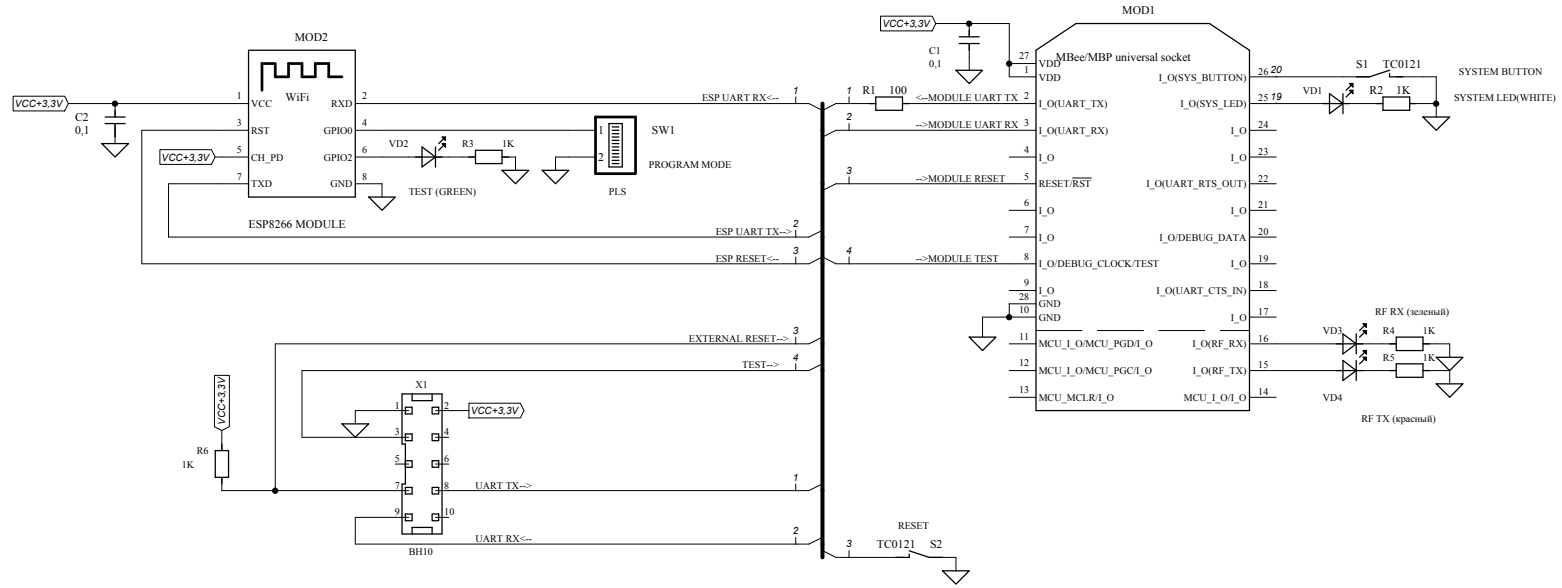 MOD2
WiFi
VCC+3,3V
C2
0,1
1 VCC
3 RST
VCC+3,3V
5 CH_PD
7 TXD
RXD 2
GPIO0 4
GPIO2 6
GND 8
ESP8266 MODULE
VD2
R3 1K
TEST (GREEN)
1
2
SW1
PROGRAM MODE
PLS
ESP UART RX<-- 1
ESP UART TX--> 2
ESP RESET<-- 3
EXTERNAL RESET--> 3
TEST--> 4
VCC+3,3V
R6
1K
X1
1 2
VCC+3,3V
3 4
5 6
7 8
9 10
BH10
UART TX--> 1
UART RX<-- 2
1 R1 100 <--MODULE UART TX
2 -->MODULE UART RX
3 -->MODULE RESET
4 -->MODULE TEST
RESET
3 TC0121 S2
VCC+3,3V
C1
0,1
MOD1
MBee/MBP universal socket
27 VDD
1 VDD
2 I_O(UART_TX)
3 I_O(UART_RX)
4 I_O
5 RESET/RST
6 I_O
7 I_O
8 I_O/DEBUG_CLOCK/TEST
9 I_O
28 GND
10 GND
11 MCU_I_O/MCU_PGD/I_O
12 MCU_I_O/MCU_PGC/I_O
13 MCU_MCLR/I_O
I_O(SYS_BUTTON) 26 20
I_O(SYS_LED) 25 19
I_O 24
I_O 23
I_O(UART_RTS_OUT) 22
I_O 21
I_O/DEBUG_DATA 20
I_O 19
I_O(UART_CTS_IN) 18
I_O 17
I_O(RF_RX) 16
I_O(RF_TX) 15
MCU_I_O/I_O 14
S1 TC0121
SYSTEM BUTTON
VD1 R2 1K
SYSTEM LED(WHITE)
RF RX (зеленый)
VD3 R4 1K
R5 1K
VD4
RF TX (красный)